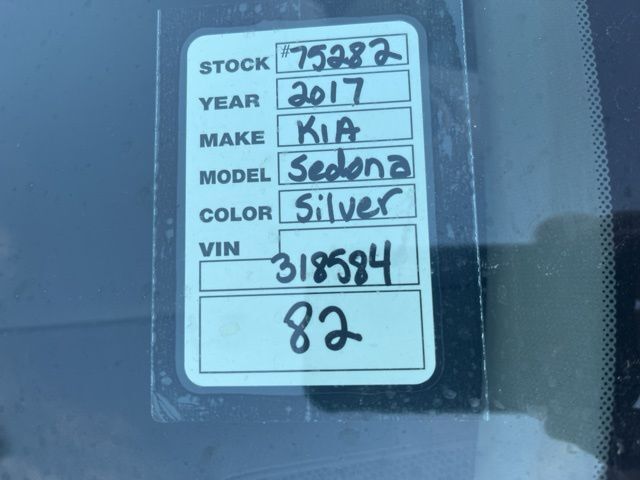 STOCK #75282
YEAR 2017
MAKE KIA
MODEL Sedona
COLOR Silver
VIN
318584
82